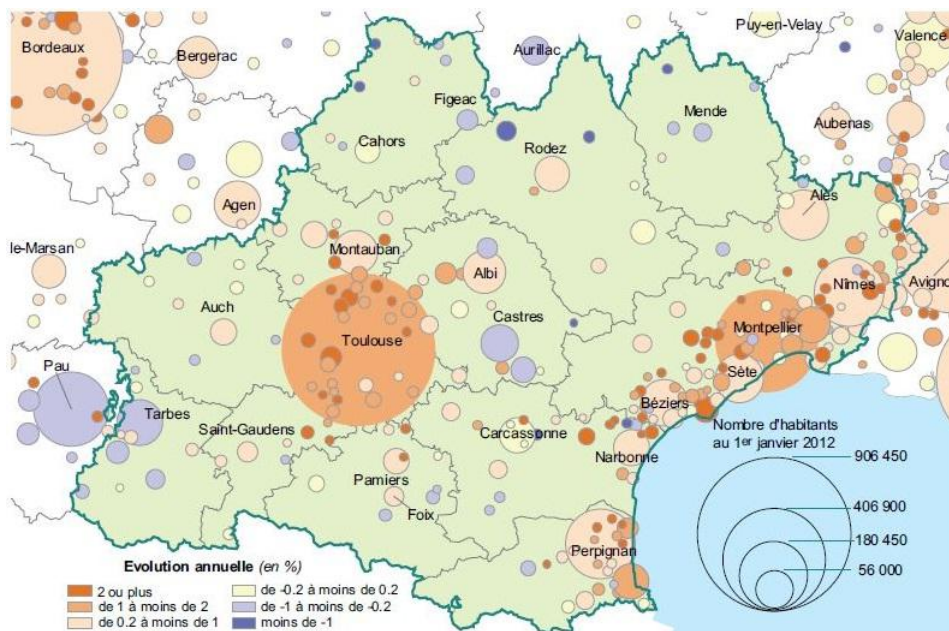 Puy-en-Velay
Bordeaux
Bergerac
Aurillac
Valence
Figeac
Mende
Aubenas
Cahors
Rodez
Agen
Alès
le-Marsan
Montauban
Albi
Nîmes
Avigno
Auch
Castres
Toulouse
Montpellier
Pau
Sète
Tarbes
Béziers
Saint-Gaudens
Carcassonne
Narbonne
Pamiers
Foix
Perpignan
Nombre d'habitants
au 1er janvier 2012
906 450
406 900
180 450
56 000
Evolution annuelle (en %)
2 ou plus
de 1 à moins de 2
de 0.2 à moins de 1
de -0.2 à moins de 0.2
de -1 à moins de -0.2
moins de -1